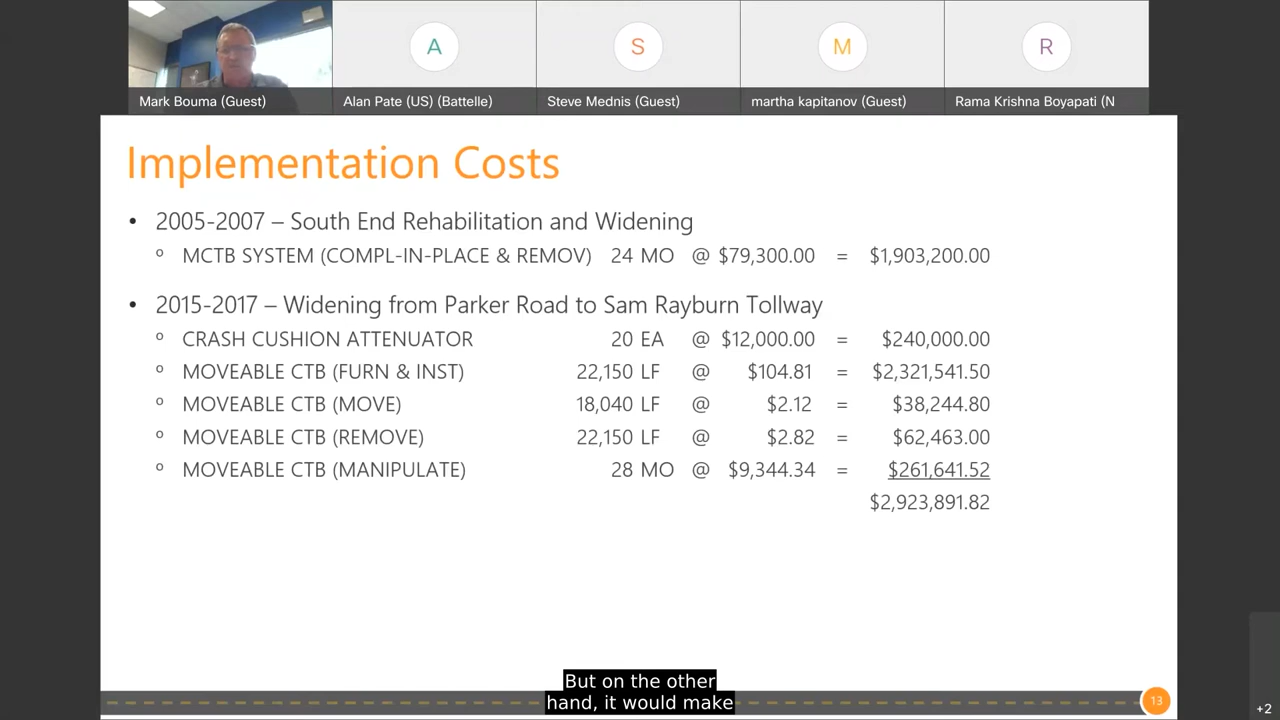 A
S
M
R
Mark Bouma (Guest)
Alan Pate (US) (Battelle)
Steve Mednis (Guest)
martha kapitanov (Guest)
Rama Krishna Boyapati (N
Implementation Costs
• 2005-2007 – South End Rehabilitation and Widening
º MCTB SYSTEM (COMPL-IN-PLACE & REMOV) 24 MO @ $79,300.00 = $1,903,200.00
• 2015-2017 – Widening from Parker Road to Sam Rayburn Tollway
º CRASH CUSHION ATTENUATOR 20 EA @ $12,000.00 = $240,000.00
º MOVEABLE CTB (FURN & INST) 22,150 LF @ $104.81 = $2,321,541.50
º MOVEABLE CTB (MOVE) 18,040 LF @ $2.12 = $38,244.80
º MOVEABLE CTB (REMOVE) 22,150 LF @ $2.82 = $62,463.00
º MOVEABLE CTB (MANIPULATE) 28 MO @ $9,344.34 = $261,641.52
$2,923,891.82
But on the other
hand, it would make
13
+2